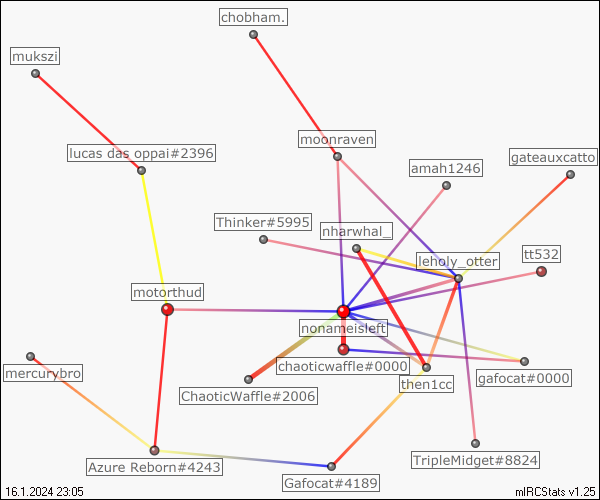 chobham.
mukszi
moonraven
lucas das oppai#2396
gateauxcatto
amah1246
Thinker#5995
nharwhal_
tt532
leholy_otter
motorthud
nonameisleft
chaoticwaffle#0000
mercurybro
gafocat#0000
then1cc
ChaoticWaffle#2006
TripleMidget#8824
Azure Reborn#4243
Gafocat#4189
16.1.2024 23:05
mIRCStats v1.25